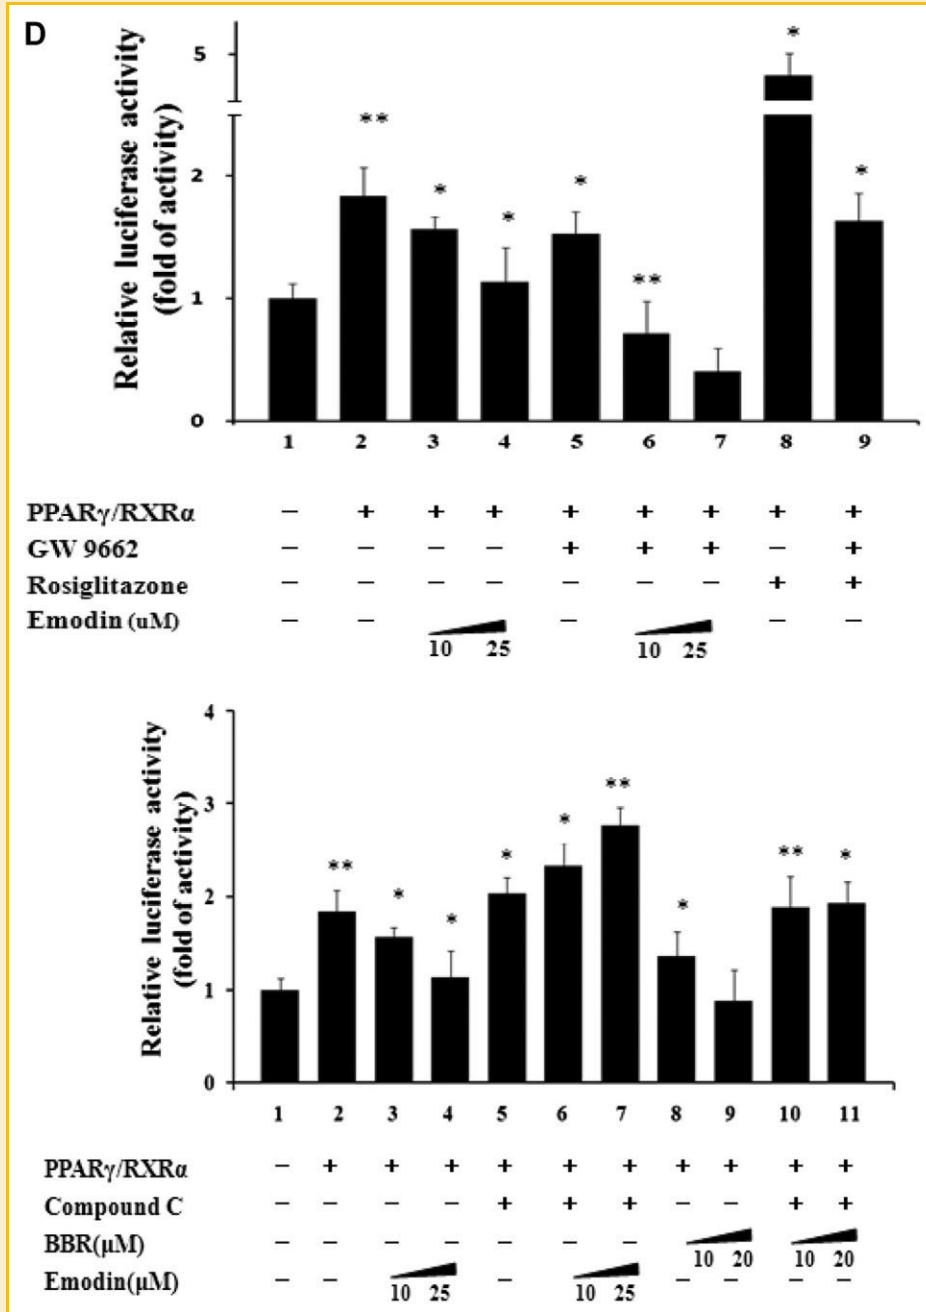 D
Relative luciferase activity
(fold of activity)
5
2
1
0
** * * * ** * *
1 2 3 4 5 6 7 8 9
PPARγ/RXRα – + + + + + + + +
GW 9662 – – – – + + + – +
Rosiglitazone – – – – – – – + +
Emodin (uM) – – 10 25 – 10 25 – –
Relative luciferase activity
(fold of activity)
4
3
2
1
0
** * * * * ** * ** *
1 2 3 4 5 6 7 8 9 10 11
PPARγ/RXRα – + + + + + + + + + +
Compound C – – – – + + + – – + +
BBR(μM) – – – – – – – 10 20 10 20
Emodin(μM) – – 10 25 – 10 25 – – – –